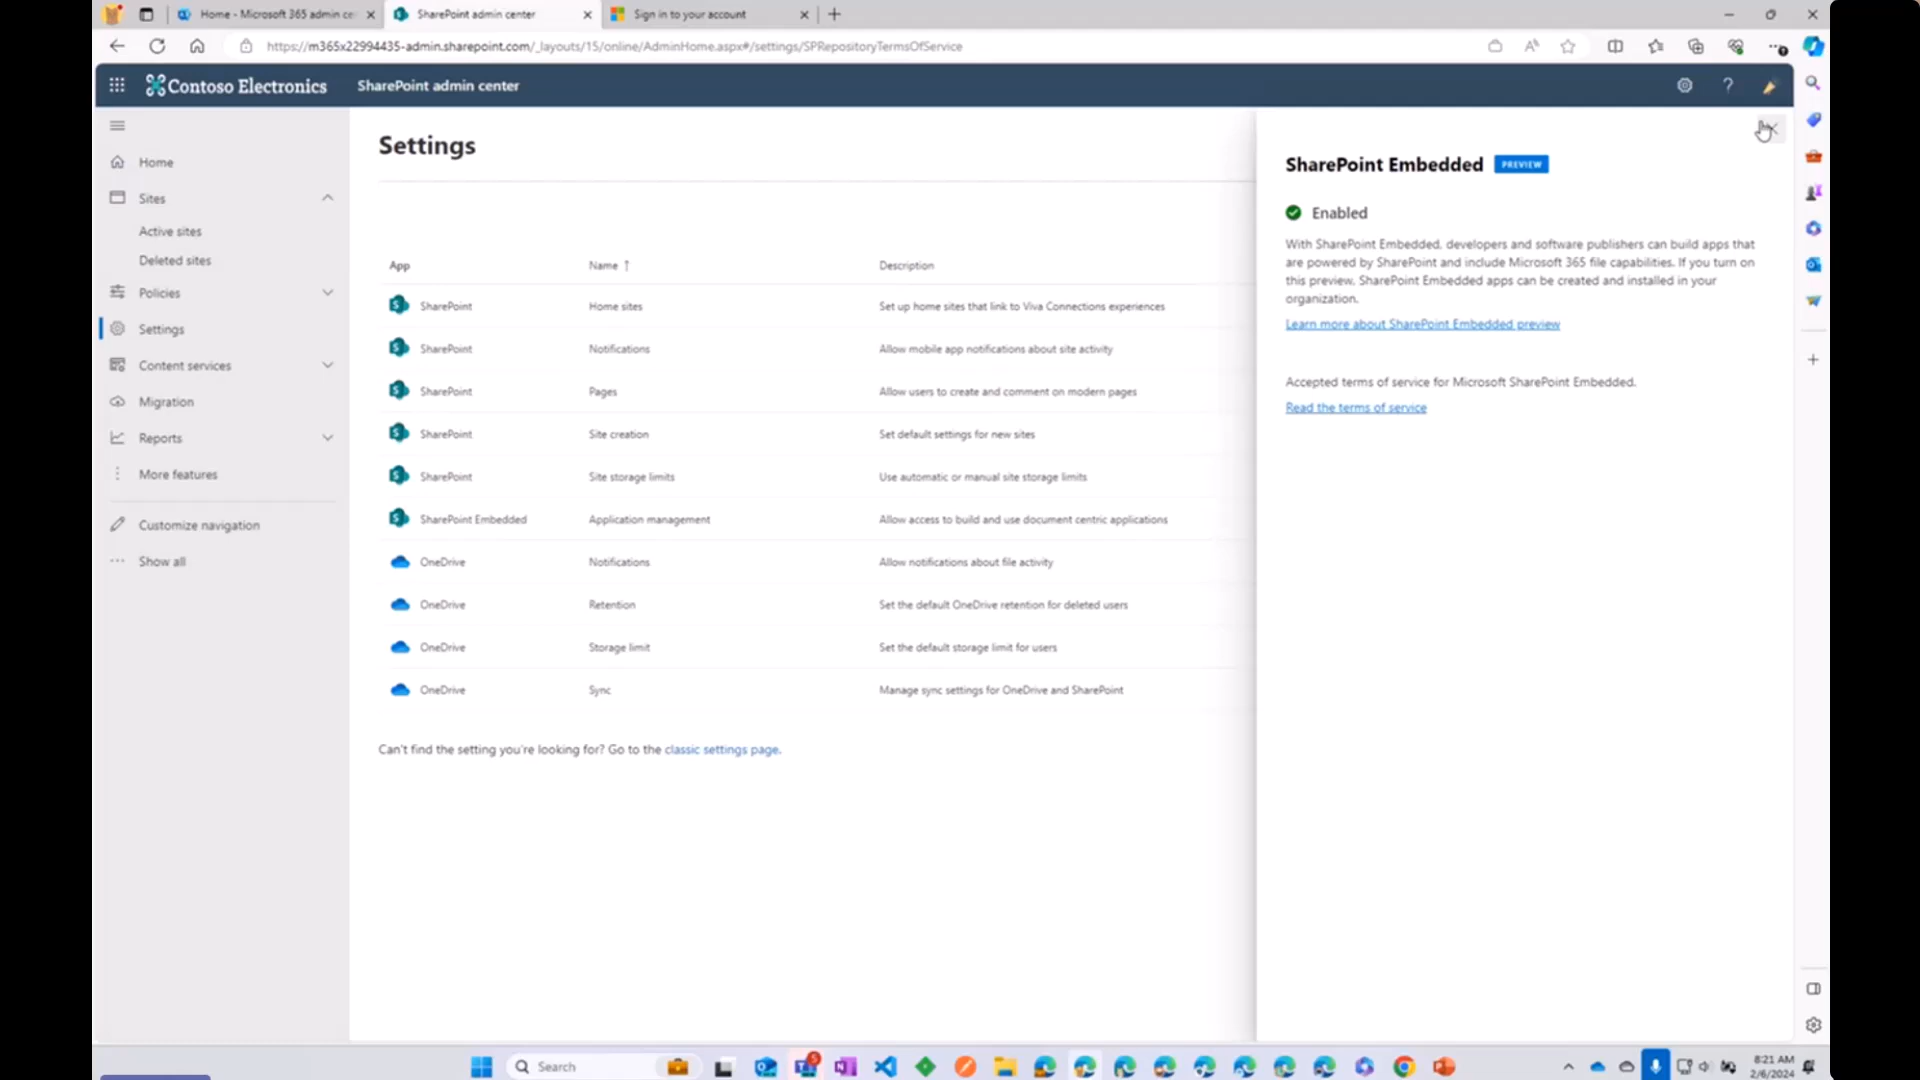 Home - Microsoft 365 admin ce
SharePoint admin center
Sign in to your account
https://m365x22994435-admin.sharepoint.com/_layouts/15/online/AdminHome.aspx#/settings/SPRepositoryTermsOfService
Contoso Electronics
SharePoint admin center
Home
Sites
Active sites
Deleted sites
Policies
Settings
Content services
Migration
Reports
More features
Customize navigation
Show all
Settings
App Name ↑ Description
SharePoint Home sites Set up home sites that link to Viva Connections experiences
SharePoint Notifications Allow mobile app notifications about site activity
SharePoint Pages Allow users to create and comment on modern pages
SharePoint Site creation Set default settings for new sites
SharePoint Site storage limits Use automatic or manual site storage limits
SharePoint Embedded Application management Allow access to build and use document centric applications
OneDrive Notifications Allow notifications about file activity
OneDrive Retention Set the default OneDrive retention for deleted users
OneDrive Storage limit Set the default storage limit for users
OneDrive Sync Manage sync settings for OneDrive and SharePoint
Can't find the setting you're looking for? Go to the classic settings page.
SharePoint Embedded PREVIEW
Enabled
With SharePoint Embedded, developers and software publishers can build apps that
are powered by SharePoint and include Microsoft 365 file capabilities. If you turn on
this preview, SharePoint Embedded apps can be created and installed in your
organization.
Learn more about SharePoint Embedded preview
Accepted terms of service for Microsoft SharePoint Embedded.
Read the terms of service
Search
5
8:21 AM
2/6/2024